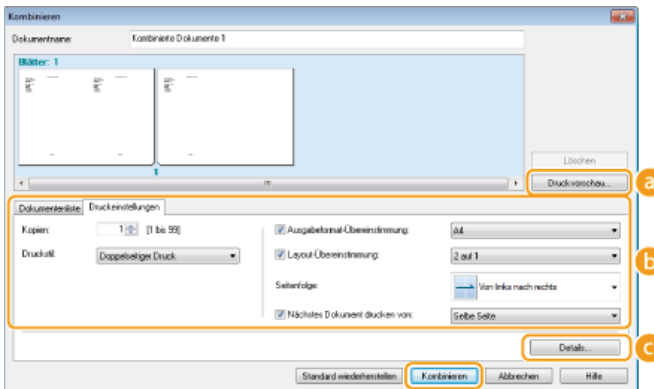 Kombinieren
Dokumentname: Kombinierte Dokumente 1
Blätter: 1
1
Löschen
Druckvorschau... a
Dokumentenliste Druckeinstellungen
Kopien: 1 [1 bis 99] Ausgabeformat-Übereinstimmung: A4
Druckstil: Doppelseitiger Druck Layout-Übereinstimmung: 2 auf 1 b
Seitenfolge: Von links nach rechts
Nächstes Dokument drucken von: Selbe Seite
Details... c
Standard wiederherstellen Kombinieren Abbrechen Hilfe